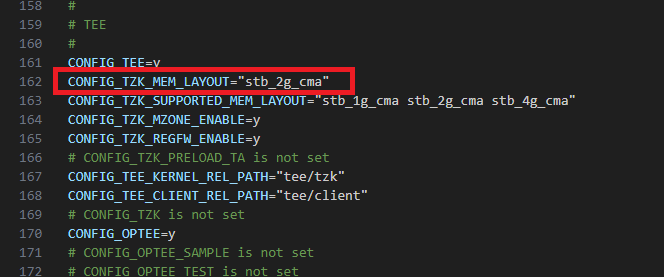 158 #
159 # TEE
160 #
161 CONFIG_TEE=y
162 CONFIG_TZK_MEM_LAYOUT="stb_2g_cma"
163 CONFIG_TZK_SUPPORTED_MEM_LAYOUT="stb_1g_cma stb_2g_cma stb_4g_cma"
164 CONFIG_TZK_MZONE_ENABLE=y
165 CONFIG_TZK_REGFW_ENABLE=y
166 # CONFIG_TZK_PRELOAD_TA is not set
167 CONFIG_TEE_KERNEL_REL_PATH="tee/tzk"
168 CONFIG_TEE_CLIENT_REL_PATH="tee/client"
169 # CONFIG_TZK is not set
170 CONFIG_OPTEE=y
171 # CONFIG_OPTEE_SAMPLE is not set
172 # CONFIG_OPTEE_TEST is not set